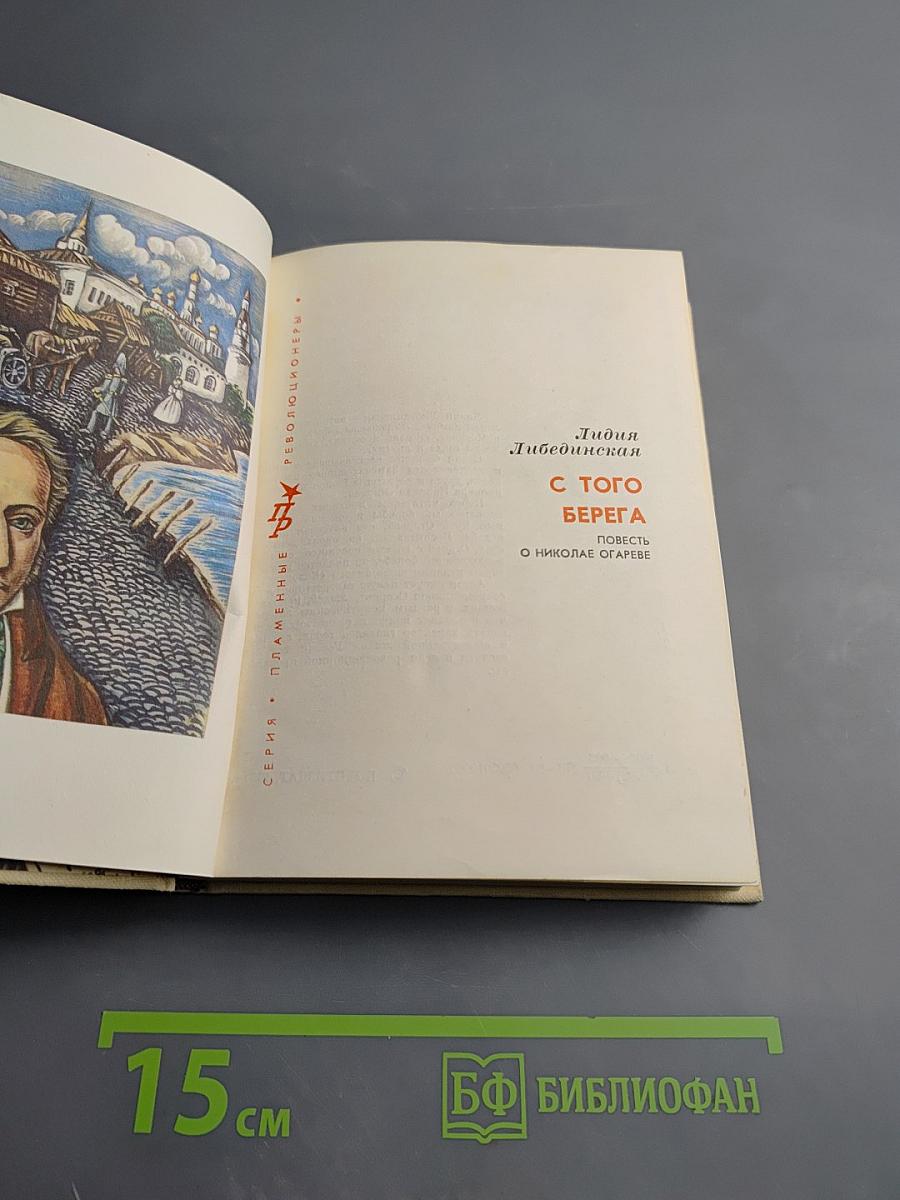 СЕРИЯ • ПЛАМЕННЫЕ ПР РЕВОЛЮЦИОНЕРЫ •
Лидия
Либединская
С ТОГО
БЕРЕГА
ПОВЕСТЬ
О НИКОЛАЕ ОГАРЕВЕ
15 см
БФ БИБЛИОФАН